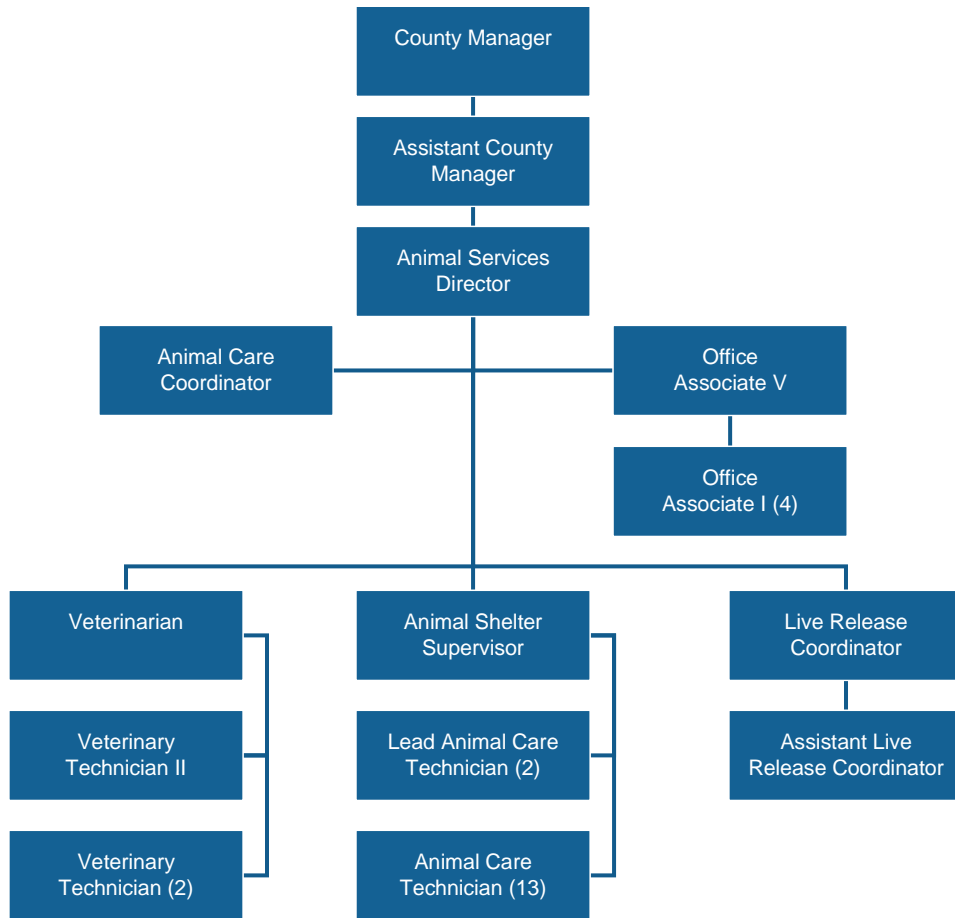 County Manager
Assistant County
Manager
Animal Services
Director
Animal Care
Coordinator
Office
Associate V
Office
Associate I (4)
Veterinarian
Animal Shelter
Supervisor
Live Release
Coordinator
Veterinary
Technician II
Lead Animal Care
Technician (2)
Assistant Live
Release Coordinator
Veterinary
Technician (2)
Animal Care
Technician (13)